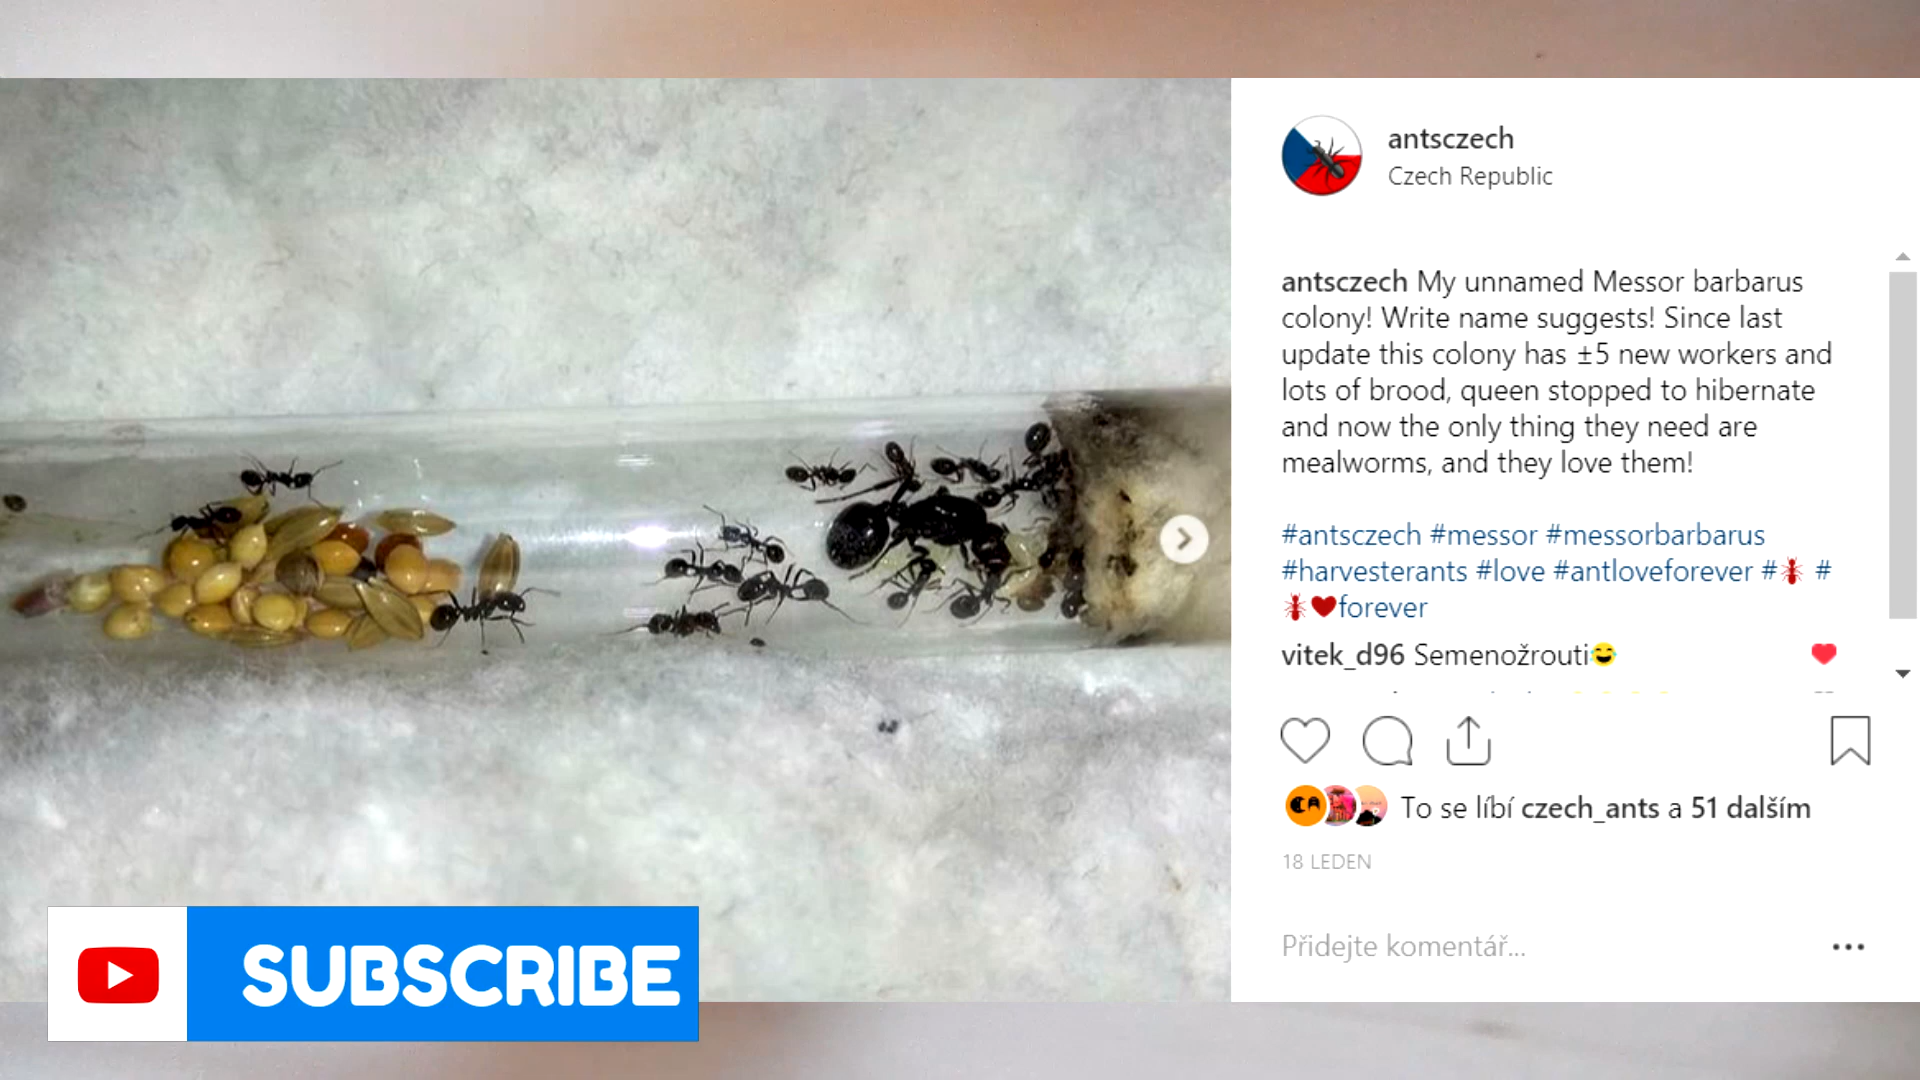 antsczech
Czech Republic
antsczech My unnamed Messor barbarus
colony! Write name suggests! Since last
update this colony has ±5 new workers and
lots of brood, queen stopped to hibernate
and now the only thing they need are
mealworms, and they love them!
#antsczech #messor #messorbarbarus
#harvesterants #love #antloveforever #🐜 #
🐜❤️forever
vitek_d96 Semenožrouti😂
To se líbí czech_ants a 51 dalším
18 LEDEN
Přidejte komentář...
SUBSCRIBE